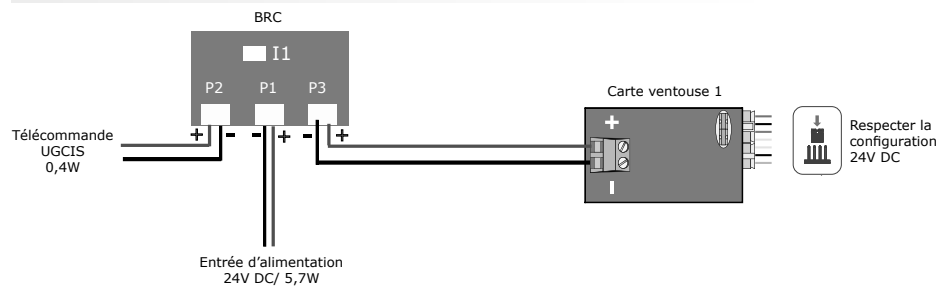 BRC
I1
P2 P1 P3
+ - - + - +
Télécommande
UGCIS
0,4W
Entrée d'alimentation
24V DC/ 5,7W
Carte ventouse 1
+
-
Respecter la
configuration
24V DC